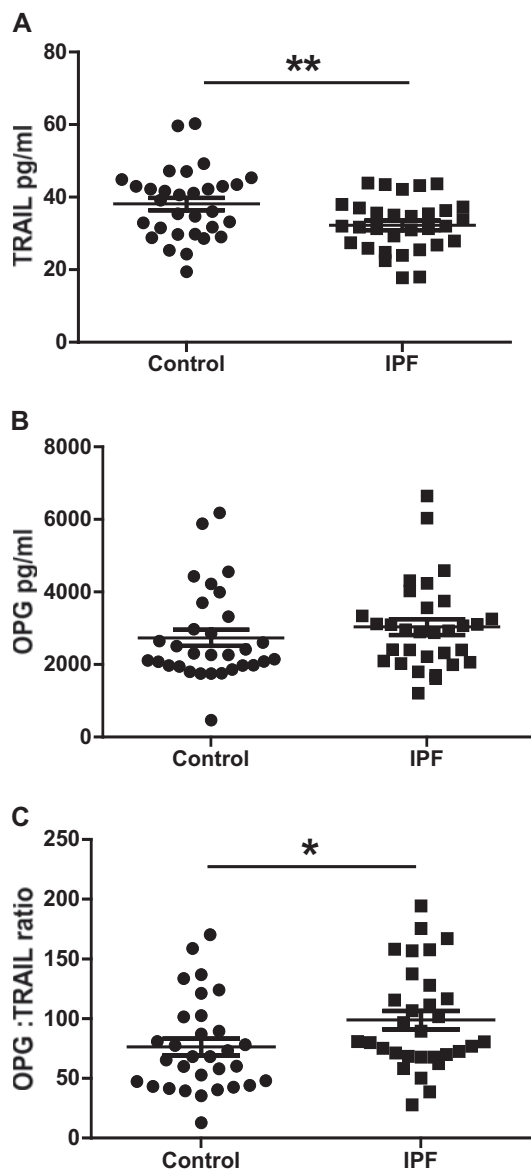 A
TRAIL pg/ml
80
60
40
20
0
**
Control IPF
B
OPG pg/ml
8000
6000
4000
2000
0
Control IPF
C
OPG :TRAIL ratio
250
200
150
100
50
0
*
Control IPF